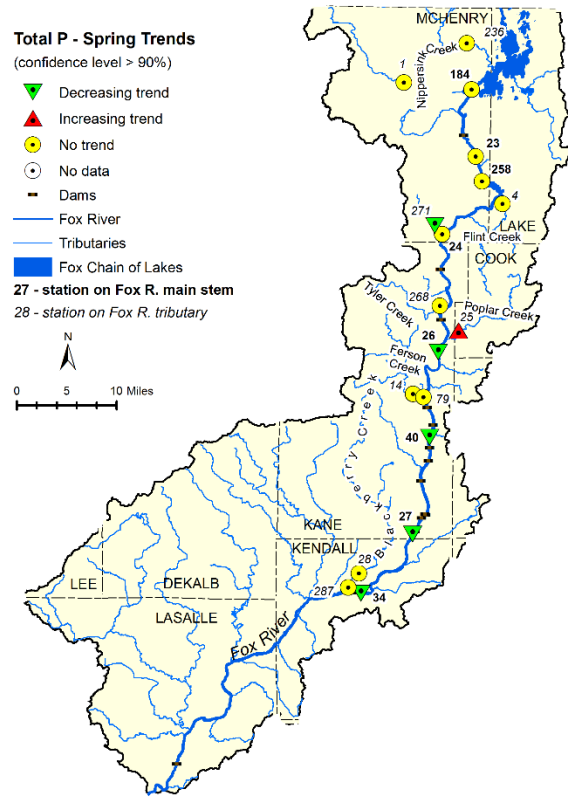 Total P - Spring Trends
(confidence level > 90%)
Decreasing trend
Increasing trend
No trend
No data
Dams
Fox River
Tributaries
Fox Chain of Lakes
27 - station on Fox R. main stem
28 - station on Fox R. tributary
N
0 5 10 Miles
MCHENRY
236
Nippersink Creek
1
184
23
258
4
271
LAKE
24
Flint Creek
COOK
268
Tyler Creek
Poplar Creek
25
26
Ferson
Creek
14
79
40
Blackberry Creek
27
KANE
KENDALL
28
LEE
DEKALB
287
34
LASALLE
Fox River